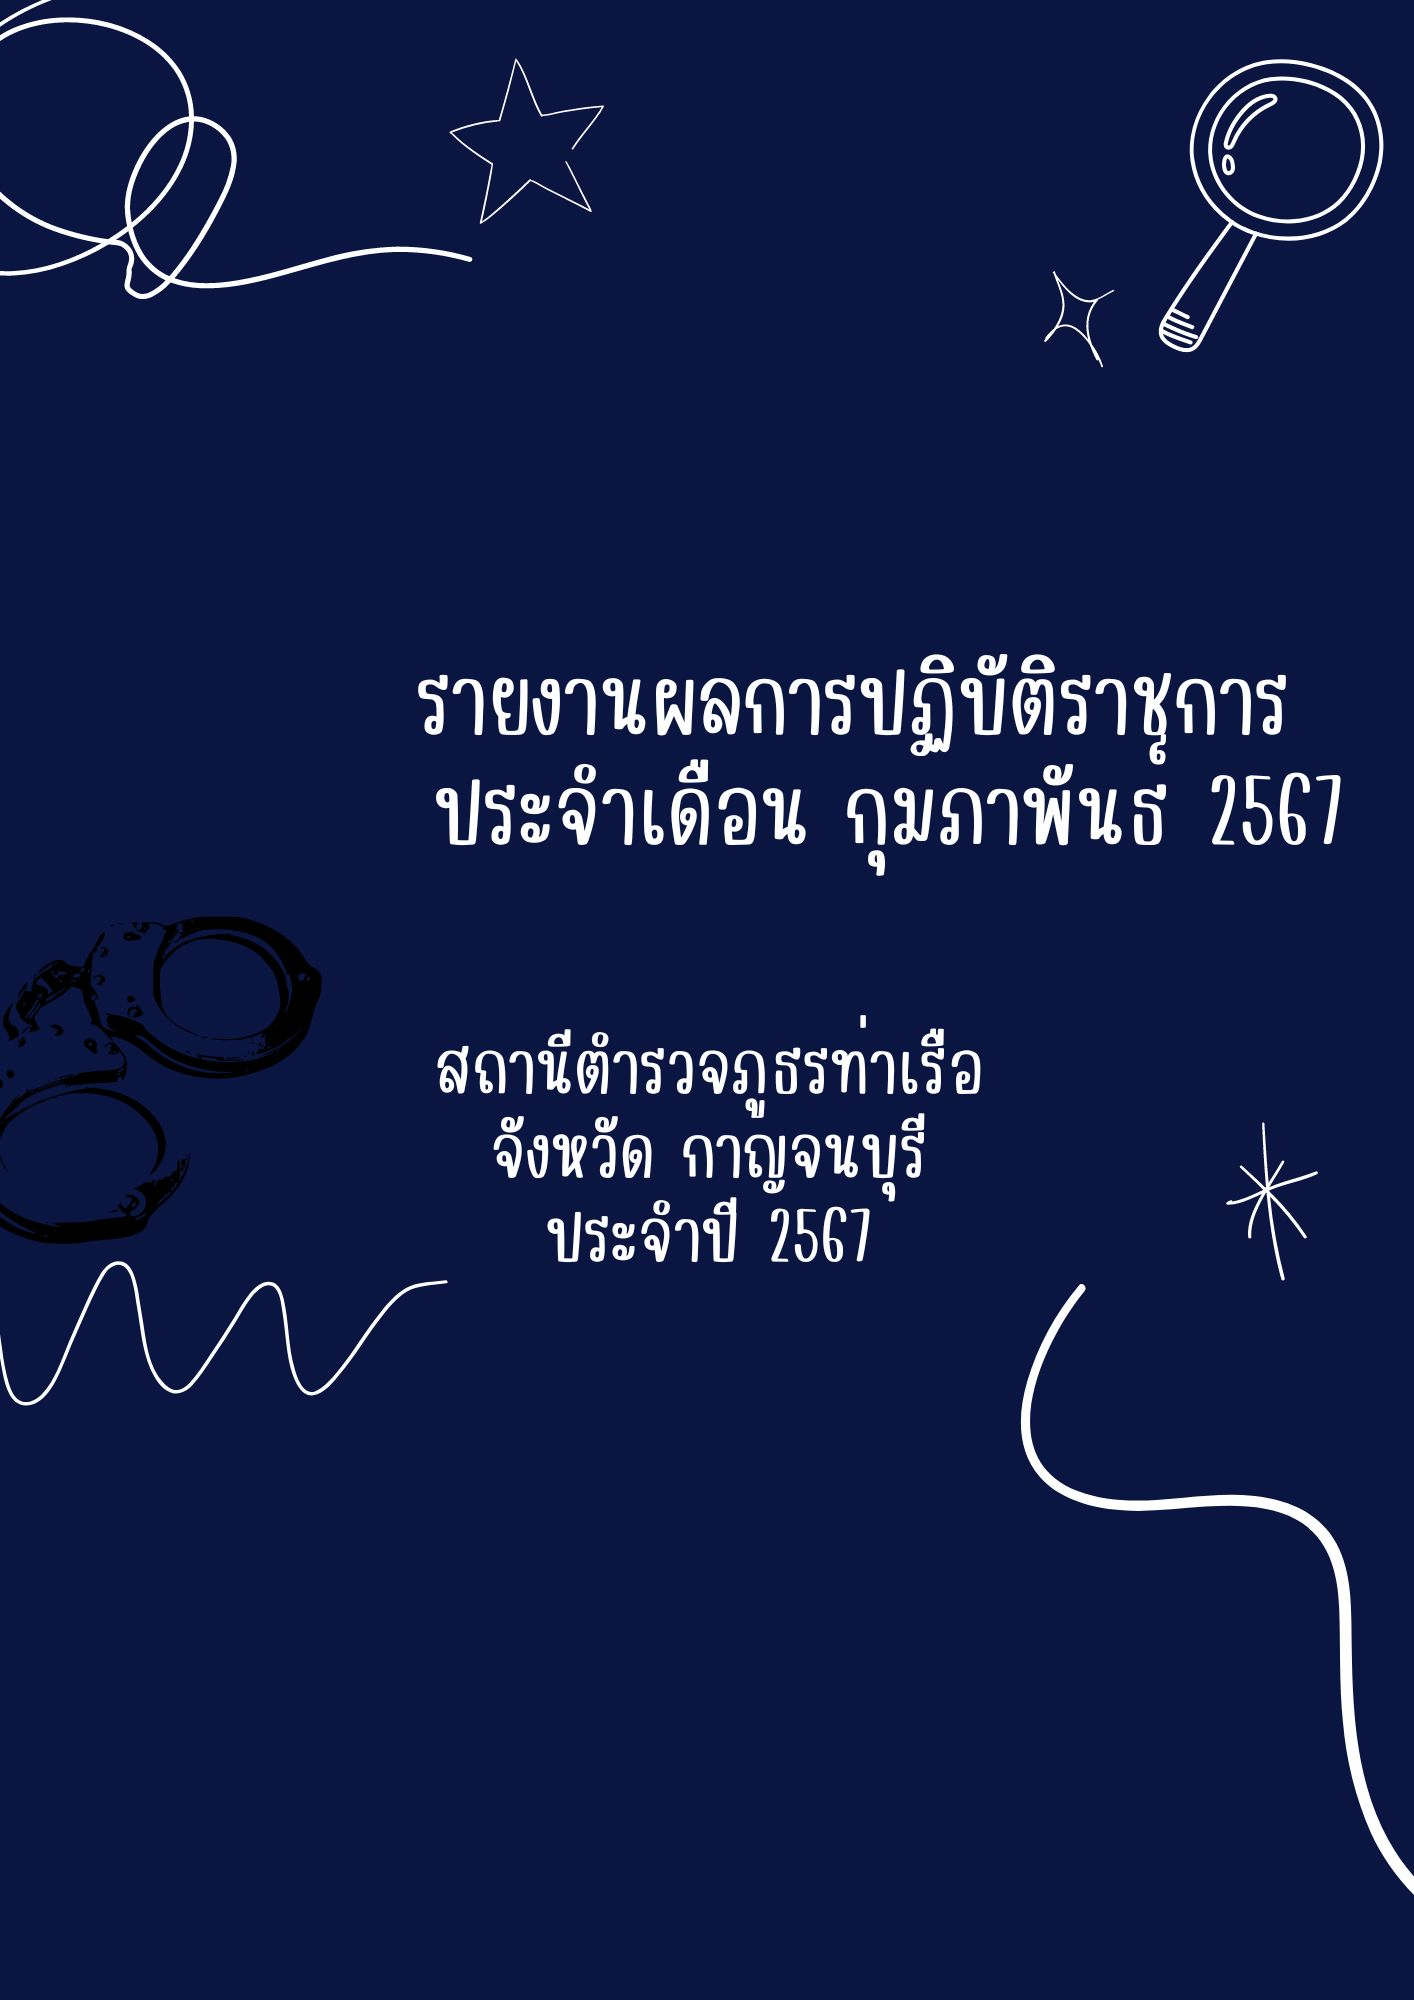 รายงานผลการปฏิบัติราชการ
ประจำเดือน กุมภาพันธ์ 2567
สถานีตำรวจภูธรท่าเรือ
จังหวัด กาญจนบุรี
ประจำปี 2567